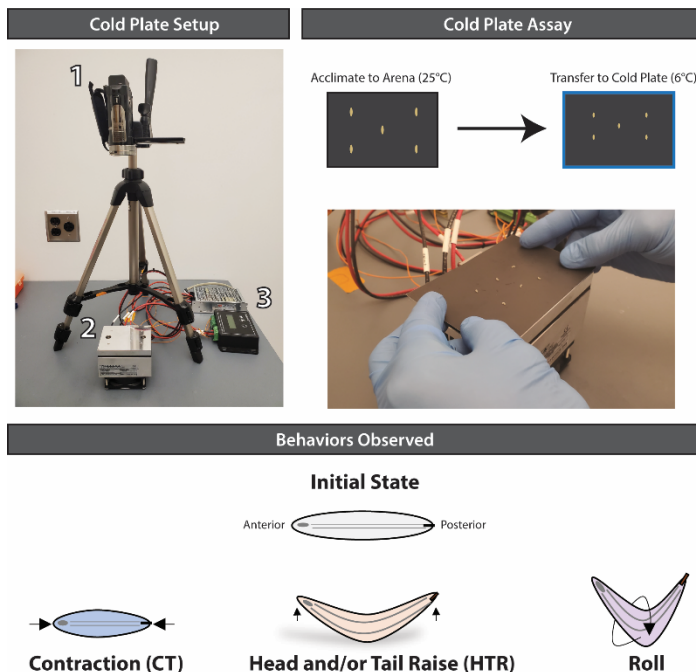 Cold Plate Setup
1
2
3
Cold Plate Assay
Acclimate to Arena (25°C)
Transfer to Cold Plate (6°C)
Behaviors Observed
Initial State
Anterior
Posterior
Contraction (CT)
Head and/or Tail Raise (HTR)
Roll